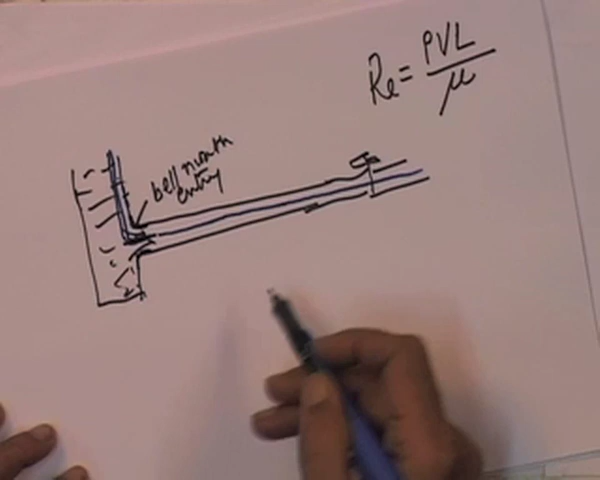 Re = ρVL / μ
bell mouth
entry